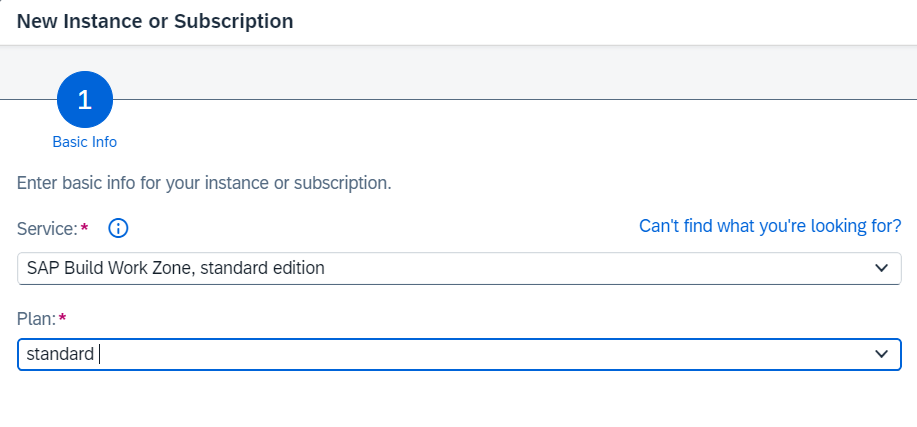 New Instance or Subscription
1
Basic Info
Enter basic info for your instance or subscription.
Service:*
Can't find what you're looking for?
SAP Build Work Zone, standard edition
Plan:*
standard